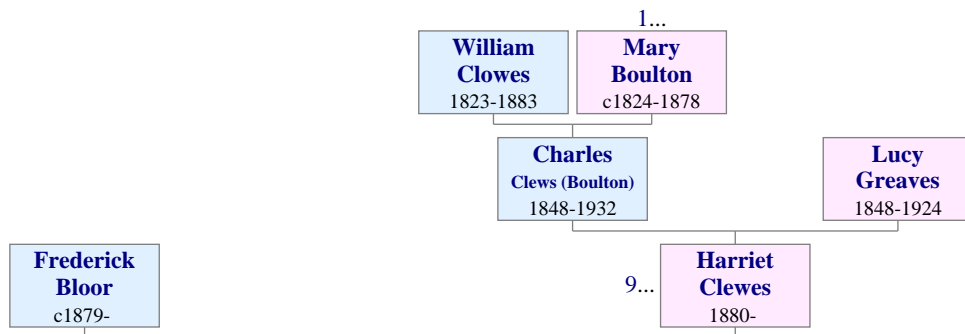 1...
William
Clowes
1823-1883
Mary
Boulton
c1824-1878
Charles
Clews (Boulton)
1848-1932
Lucy
Greaves
1848-1924
Frederick
Bloor
c1879-
9...
Harriet
Clewes
1880-